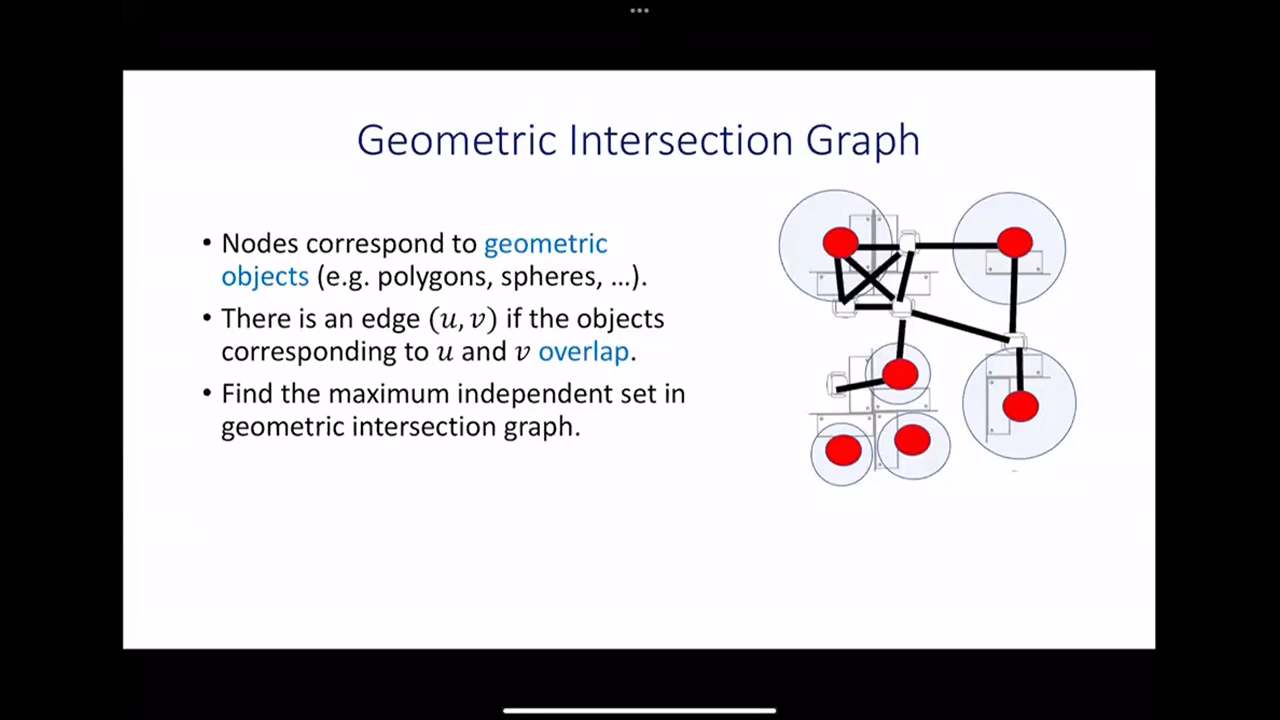 Geometric Intersection Graph
• Nodes correspond to geometric
objects (e.g. polygons, spheres, …).
• There is an edge (𝑢, 𝑣) if the objects
corresponding to 𝑢 and 𝑣 overlap.
• Find the maximum independent set in
geometric intersection graph.